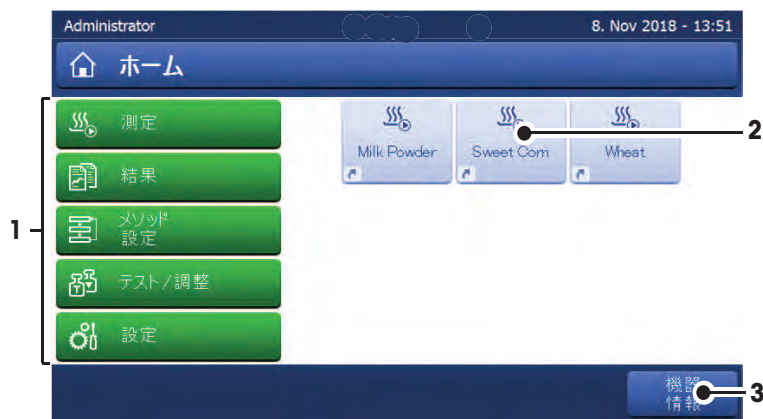 Administrator
8. Nov 2018 - 13:51
ホーム
測定
結果
メソッド
設定
テスト/調整
設定
Milk Powder
Sweet Corn
Wheat
機器
情報
1
2
3